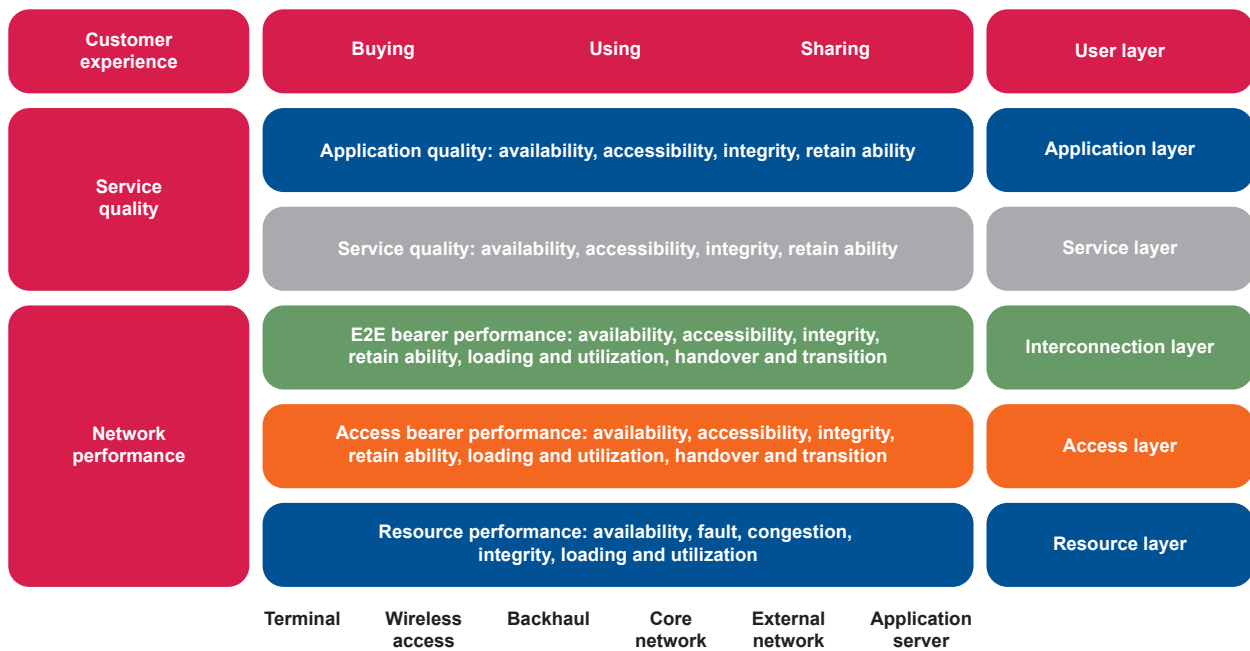 Customer
experience
Buying
Using
Sharing
User layer
Service
quality
Application quality: availability, accessibility, integrity, retain ability
Application layer
Service quality: availability, accessibility, integrity, retain ability
Service layer
Network
performance
E2E bearer performance: availability, accessibility, integrity,
retain ability, loading and utilization, handover and transition
Interconnection layer
Access bearer performance: availability, accessibility, integrity,
retain ability, loading and utilization, handover and transition
Access layer
Resource performance: availability, fault, congestion,
integrity, loading and utilization
Resource layer
Terminal
Wireless
access
Backhaul
Core
network
External
network
Application
server